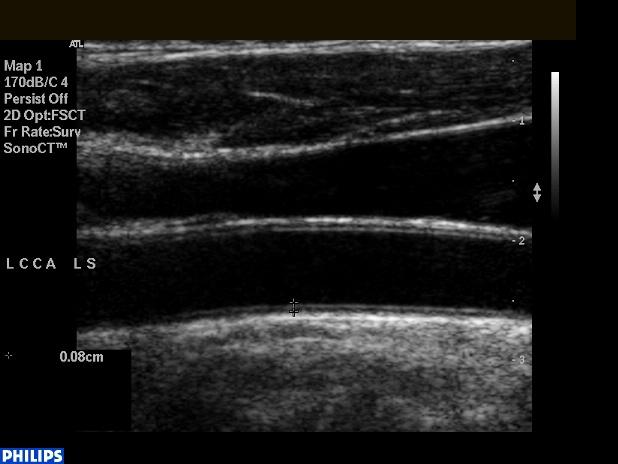 ATL
Map 1
170dB/C 4
Persist Off
2D Opt:FSCT
Fr Rate:Surv
SonoCT™
1
2
LCCA LS
3
0.08cm
PHILIPS